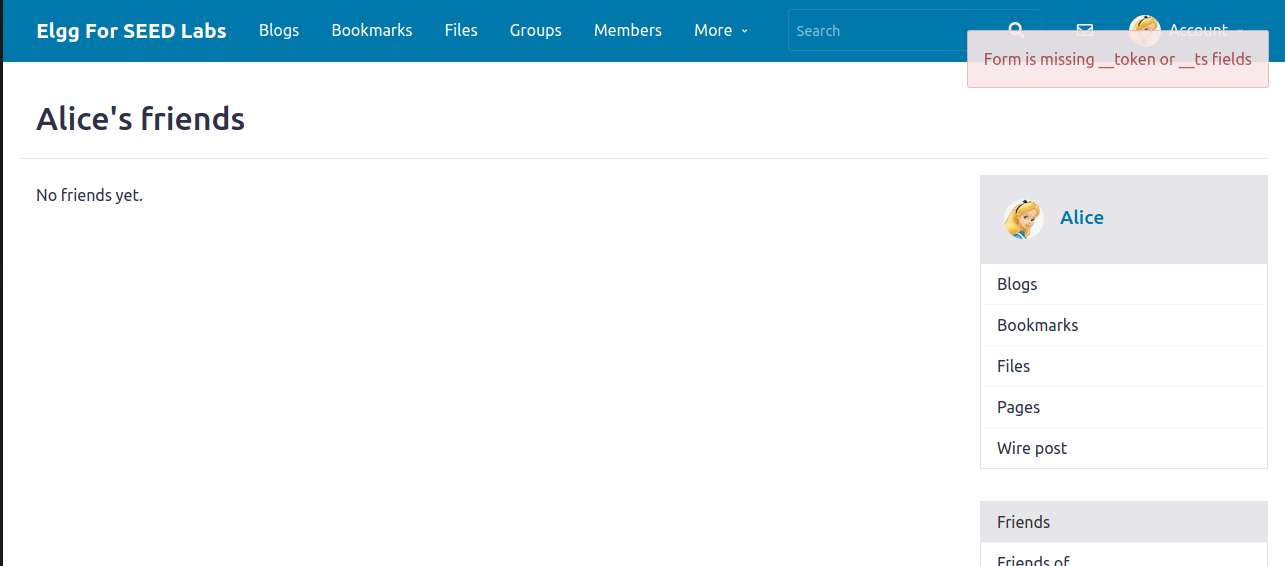 Elgg For SEED Labs Blogs Bookmarks Files Groups Members More Search Account
Form is missing __token or __ts fields
Alice's friends
No friends yet.
Alice
Blogs
Bookmarks
Files
Pages
Wire post
Friends
Friends of